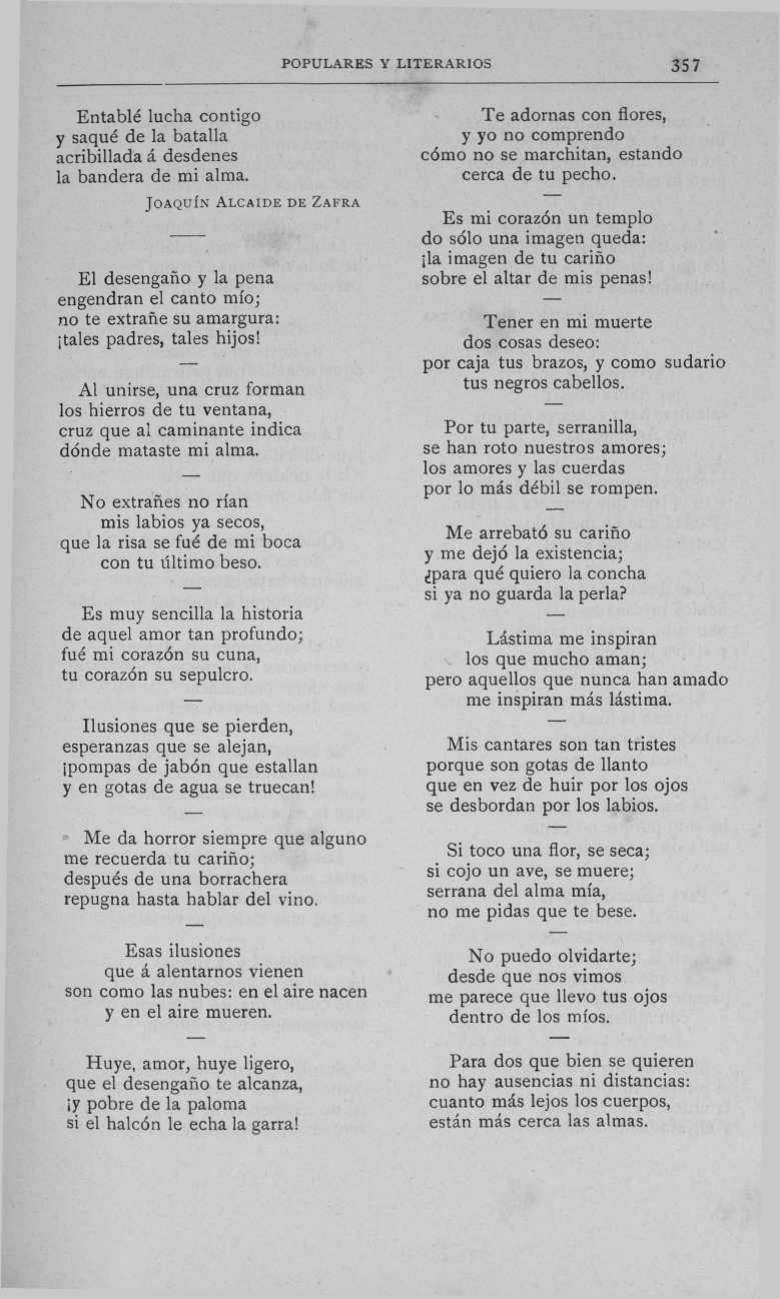 POPULARES Y LITERARIOS 357
Entablé lucha contigo
y saqué de la batalla
acribillada á desdenes
la bandera de mi alma.
JOAQUÍN ALCAIDE DE ZAFRA
El desengaño y la pena
engendran el canto mío;
no te extrañe su amargura:
¡tales padres, tales hijos!
Al unirse, una cruz forman
los hierros de tu ventana,
cruz que al caminante indica
dónde mataste mi alma.
No extrañes no rían
mis labios ya secos,
que la risa se fué de mi boca
con tu último beso.
Es muy sencilla la historia
de aquel amor tan profundo;
fué mi corazón su cuna,
tu corazón su sepulcro.
Ilusiones que se pierden,
esperanzas que se alejan,
¡pompas de jabón que estallan
y en gotas de agua se truecan!
Me da horror siempre que alguno
me recuerda tu cariño;
después de una borrachera
repugna hasta hablar del vino.
Esas ilusiones
que á alentarnos vienen
son como las nubes: en el aire nacen
y en el aire mueren.
Huye, amor, huye ligero,
que el desengaño te alcanza,
¡y pobre de la paloma
si el halcón le echa la garra!
Te adornas con flores,
y yo no comprendo
cómo no se marchitan, estando
cerca de tu pecho.
Es mi corazón un templo
do sólo una imagen queda:
¡la imagen de tu cariño
sobre el altar de mis penas!
Tener en mi muerte
dos cosas deseo:
por caja tus brazos, y como sudario
tus negros cabellos.
Por tu parte, serranilla,
se han roto nuestros amores;
los amores y las cuerdas
por lo más débil se rompen.
Me arrebató su cariño
y me dejó la existencia;
¿para qué quiero la concha
si ya no guarda la perla?
Lástima me inspiran
los que mucho aman;
pero aquellos que nunca han amado
me inspiran más lástima.
Mis cantares son tan tristes
porque son gotas de llanto
que en vez de huir por los ojos
se desbordan por los labios.
Si toco una flor, se seca;
si cojo un ave, se muere;
serrana del alma mía,
no me pidas que te bese.
No puedo olvidarte;
desde que nos vimos
me parece que llevo tus ojos
dentro de los míos.
Para dos que bien se quieren
no hay ausencias ni distancias:
cuanto más lejos los cuerpos,
están más cerca las almas.